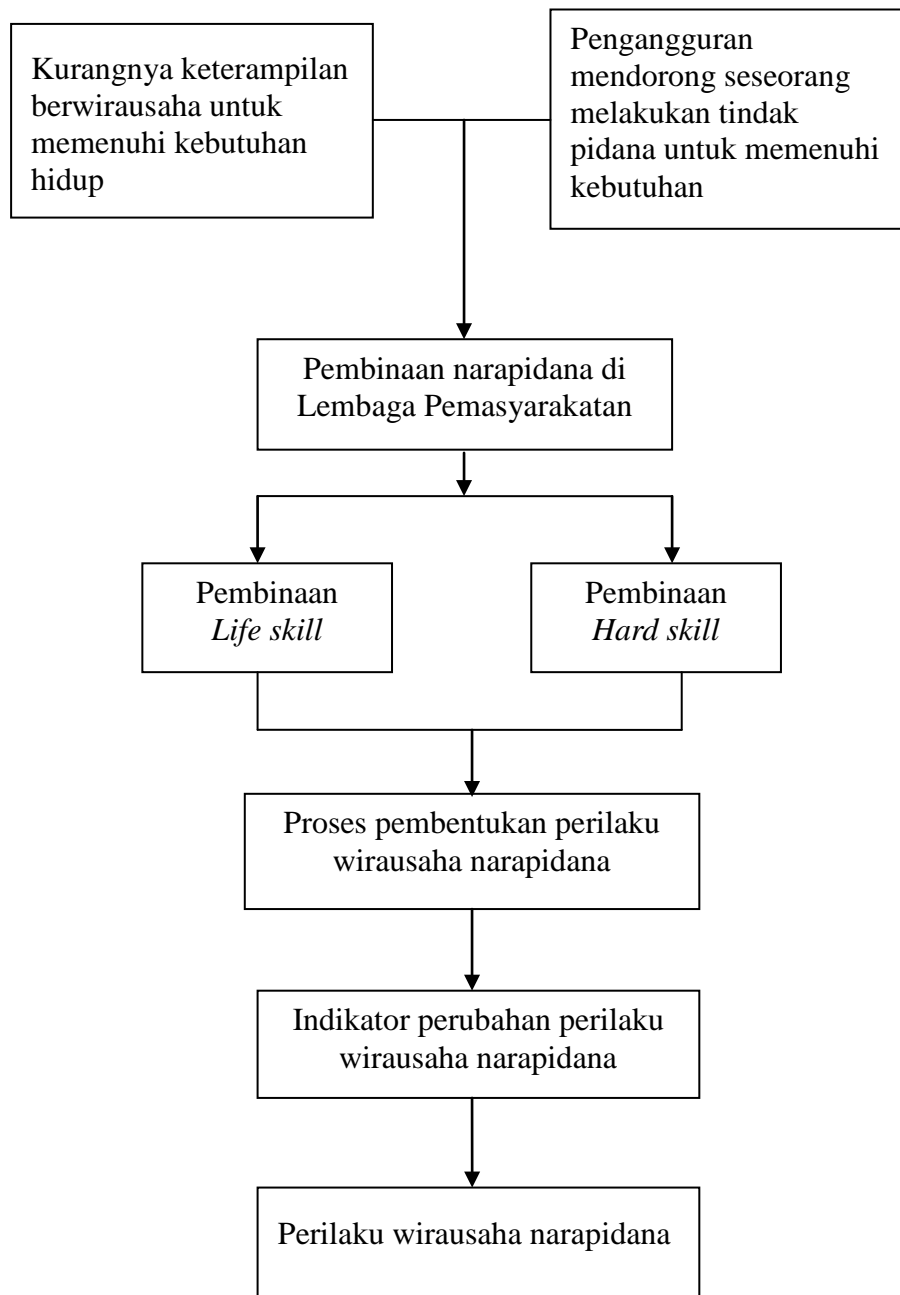 Kurangnya keterampilan
berwirausaha untuk
memenuhi kebutuhan
hidup
Pengangguran
mendorong seseorang
melakukan tindak
pidana untuk memenuhi
kebutuhan
Pembinaan narapidana di
Lembaga Pemasyarakatan
Pembinaan
Life skill
Pembinaan
Hard skill
Proses pembentukan perilaku
wirausaha narapidana
Indikator perubahan perilaku
wirausaha narapidana
Perilaku wirausaha narapidana